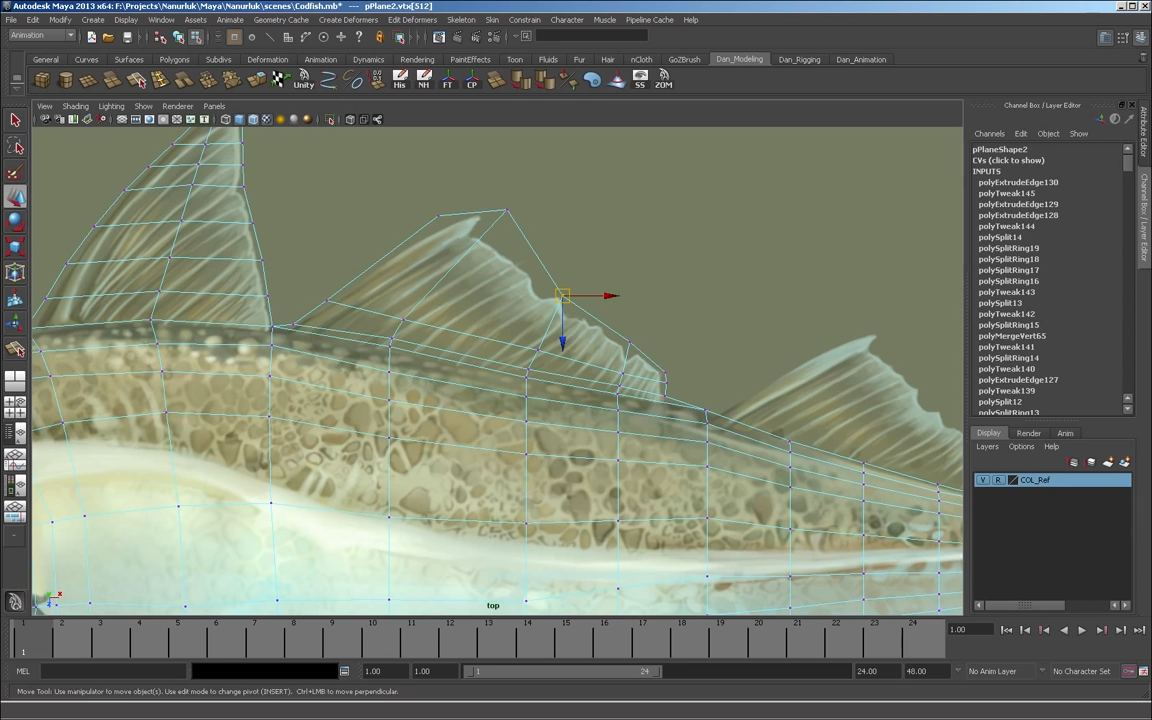 Autodesk Maya 2013 x64: F:\Projects\Nanurluk\Maya\Nanurluk\scenes\Codfish.mb*   pPlane2.vtx[512]
File Edit Modify Create Display Window Assets Animate Geometry Cache Create Deformers Edit Deformers Skeleton Skin Constrain Character Muscle Pipeline Cache Help
Animation
General Curves Surfaces Polygons Subdivs Deformation Animation Dynamics Rendering PaintEffects Toon Fluids Fur Hair nCloth GoZBrush Dan_Modeling Dan_Rigging Dan_Animation
Unity His NH FT CP SS ZOM
View Shading Lighting Show Renderer Panels
Channel Box / Layer Editor
Channels Edit Object Show
pPlaneShape2
CVs (click to show)
INPUTS
polyExtrudeEdge130
polyTweak145
polyExtrudeEdge129
polyExtrudeEdge128
polyTweak144
polySplit14
polySplitRing19
polySplitRing18
polySplitRing17
polySplitRing16
polyTweak143
polySplit13
polyTweak142
polySplitRing15
polyMergeVert65
polyTweak141
polySplitRing14
polyTweak140
polyExtrudeEdge127
polyTweak139
polySplit12
polySplitRing13
Attribute Editor
Channel Box / Layer Editor
Display Render Anim
Layers Options Help
V R COL_Ref
top
1 2 3 4 5 6 7 8 9 10 11 12 13 14 15 16 17 18 19 20 21 22 23 24
1
1.00
MEL
1.00 1.00 1 24 24.00 48.00 No Anim Layer No Character Set
Move Tool: Use manipulator to move object(s). Use edit mode to change pivot (INSERT). Ctrl+LMB to move perpendicular.